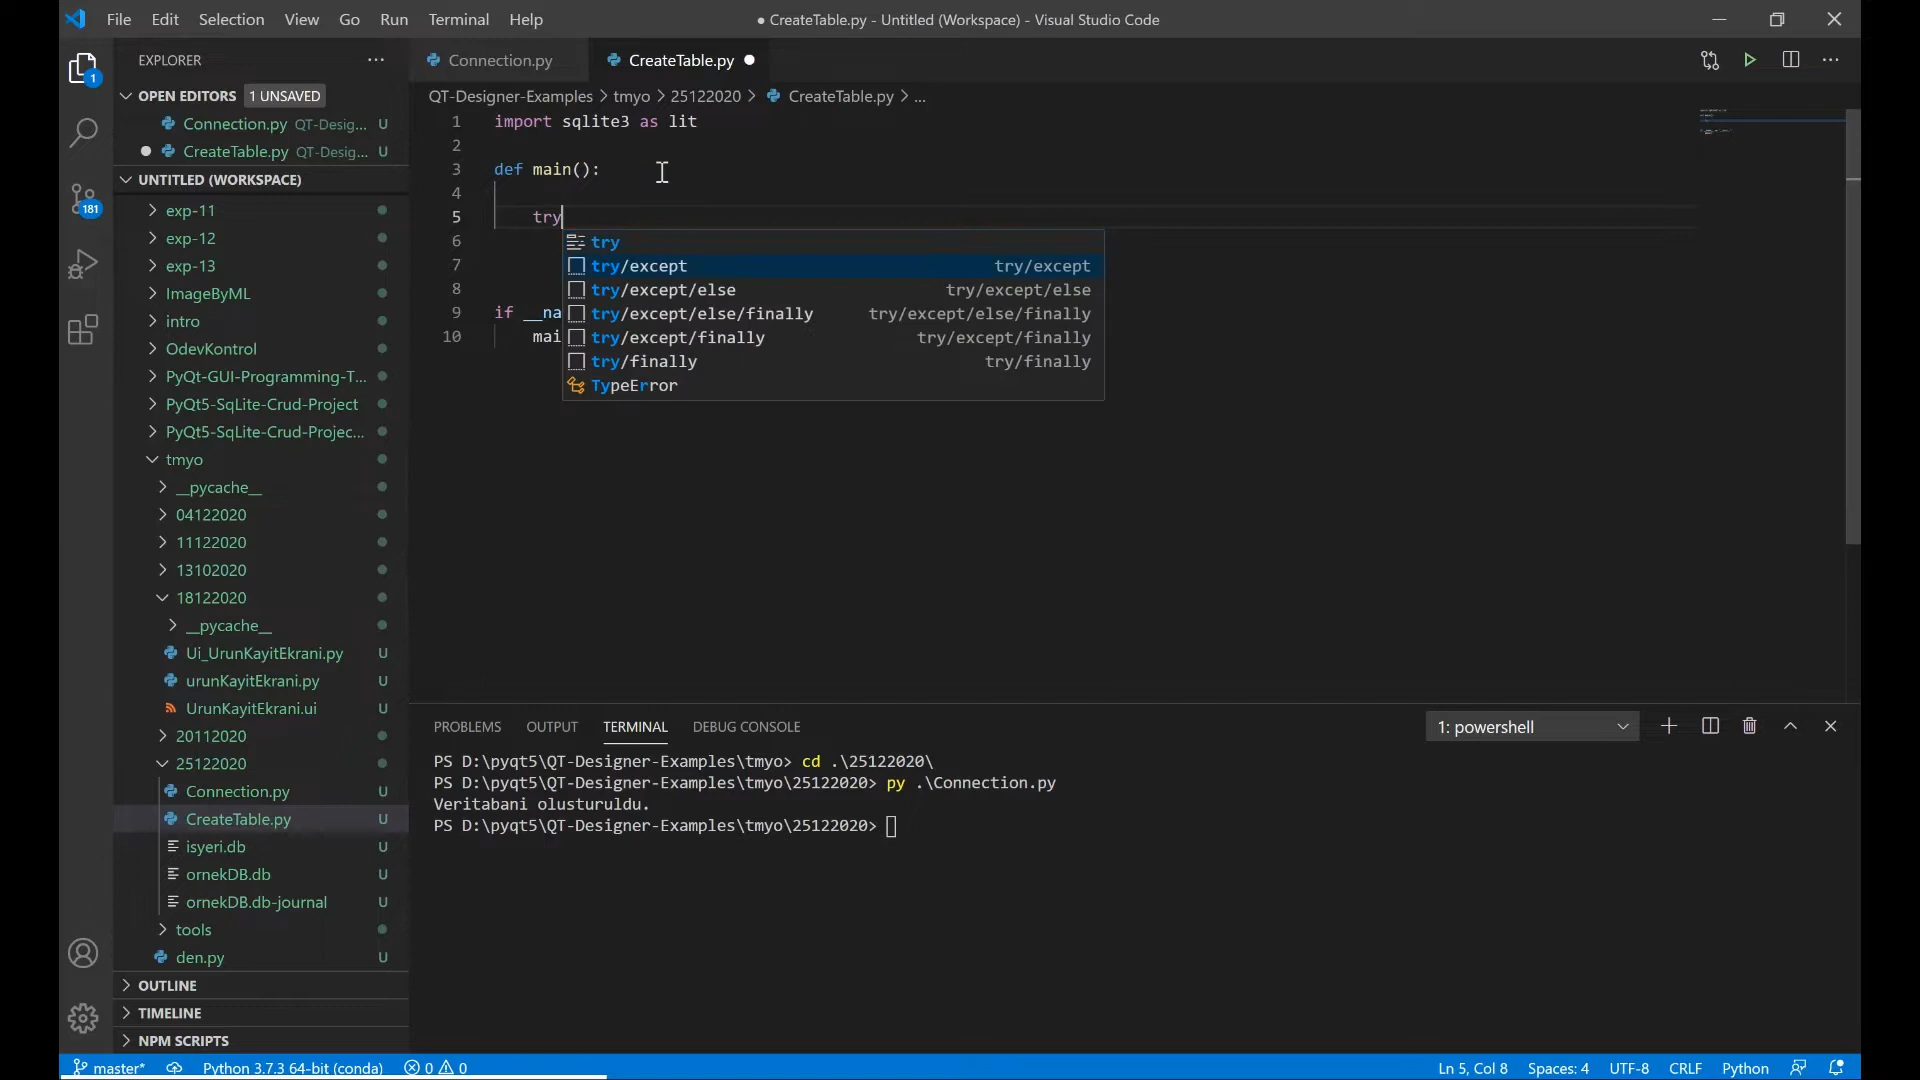 File Edit Selection View Go Run Terminal Help
● CreateTable.py - Untitled (Workspace) - Visual Studio Code
EXPLORER
OPEN EDITORS 1 UNSAVED
Connection.py QT-Desig... U
CreateTable.py QT-Desig... U
UNTITLED (WORKSPACE)
exp-11
exp-12
exp-13
ImageByML
intro
OdevKontrol
PyQt-GUI-Programming-T...
PyQt5-SqLite-Crud-Project
PyQt5-SqLite-Crud-Projec...
tmyo
__pycache__
04122020
11122020
13102020
18122020
__pycache__
Ui_UrunKayitEkrani.py U
urunKayitEkrani.py U
UrunKayitEkrani.ui U
20112020
25122020
Connection.py U
CreateTable.py U
isyeri.db U
ornekDB.db U
ornekDB.db-journal U
tools
den.py U
OUTLINE
TIMELINE
NPM SCRIPTS
1
181
Connection.py CreateTable.py
QT-Designer-Examples > tmyo > 25122020 > CreateTable.py > ...
1 import sqlite3 as lit
2
3 def main():
4
5 try
6
7
8
9 if __na
10 mai
try
try/except try/except
try/except/else try/except/else
try/except/else/finally try/except/else/finally
try/except/finally try/except/finally
try/finally try/finally
TypeError
PROBLEMS OUTPUT TERMINAL DEBUG CONSOLE 1: powershell
PS D:\pyqt5\QT-Designer-Examples\tmyo> cd .\25122020\
PS D:\pyqt5\QT-Designer-Examples\tmyo\25122020> py .\Connection.py
Veritabani olusturuldu.
PS D:\pyqt5\QT-Designer-Examples\tmyo\25122020>
master* Python 3.7.3 64-bit (conda) 0 0 Ln 5, Col 8 Spaces: 4 UTF-8 CRLF Python